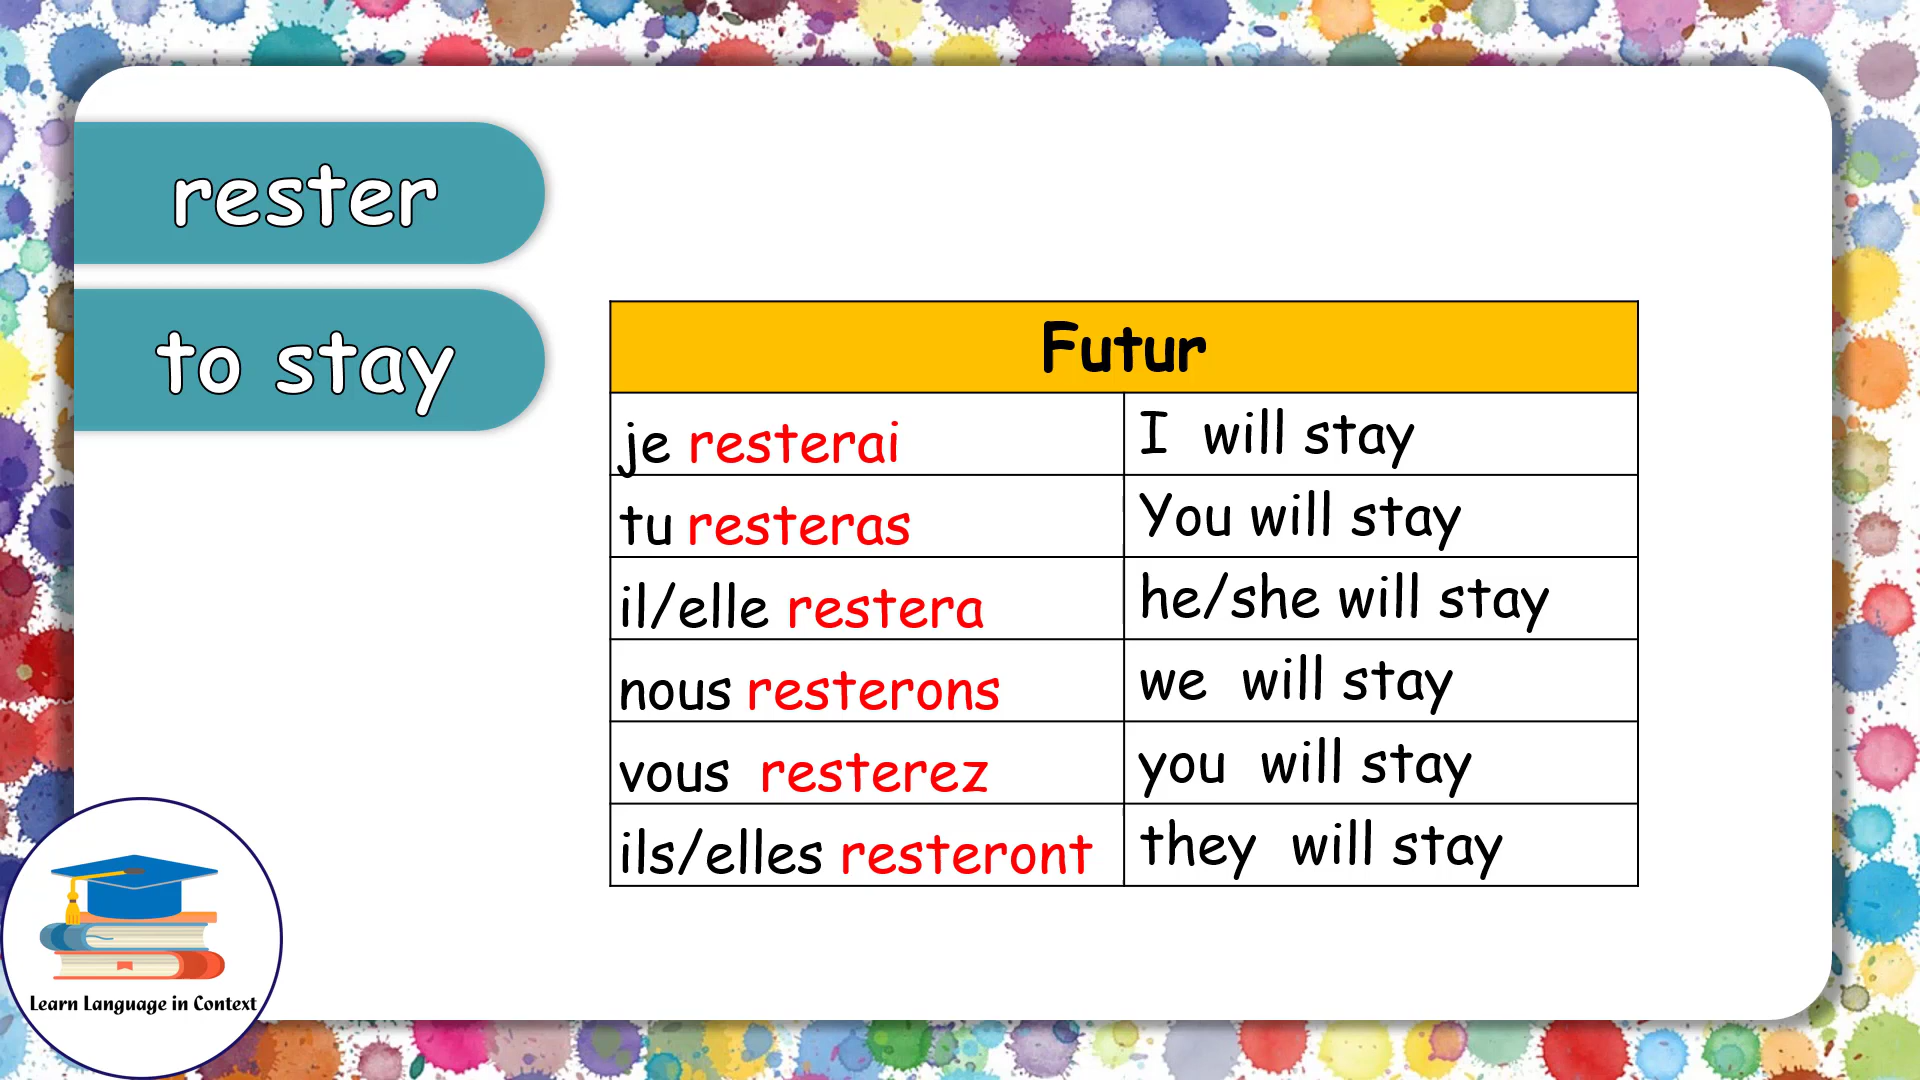 rester
to stay
Futur
je resterai I will stay
tu resteras You will stay
il/elle restera he/she will stay
nous resterons we will stay
vous resterez you will stay
ils/elles resteront they will stay
Learn Language in Context